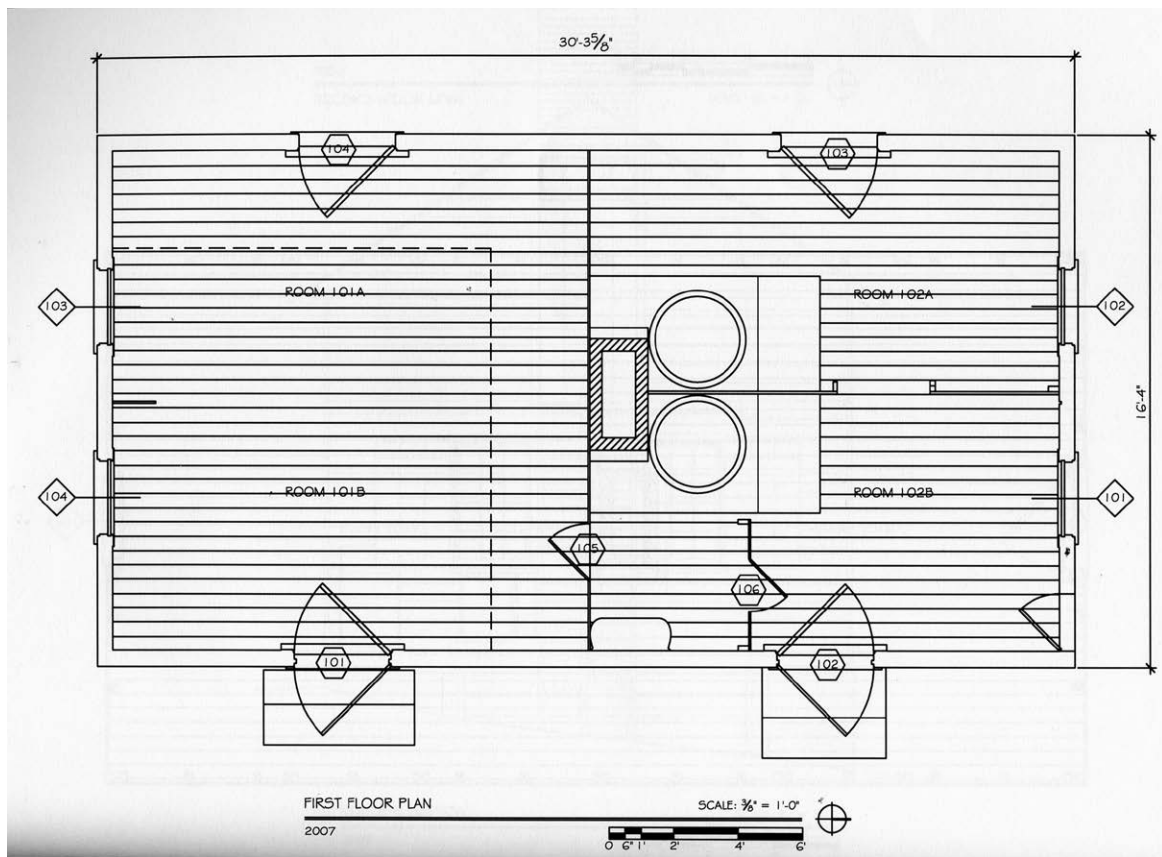 30'-3 5/8"
104
103
ROOM 101A
ROOM 102A
103
102
16'-4"
ROOM 101B
ROOM 102B
104
101
105
106
101
102
FIRST FLOOR PLAN
SCALE: 3/8" = 1'-0"
2007
0 6" 1' 2' 4' 6'